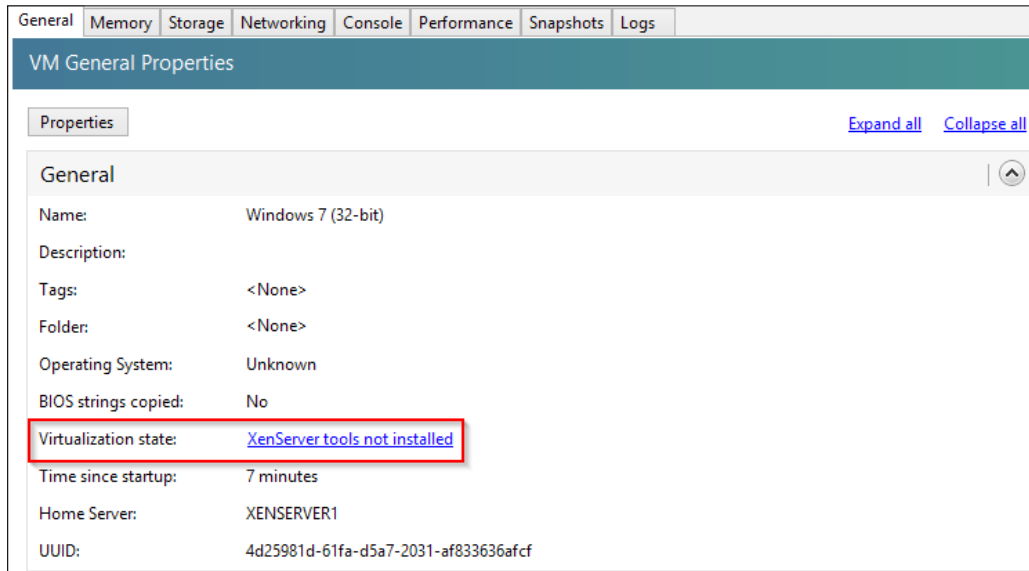 General Memory Storage Networking Console Performance Snapshots Logs
VM General Properties
Properties Expand all Collapse all
General
Name: Windows 7 (32-bit)
Description:
Tags: <None>
Folder: <None>
Operating System: Unknown
BIOS strings copied: No
Virtualization state: XenServer tools not installed
Time since startup: 7 minutes
Home Server: XENSERVER1
UUID: 4d25981d-61fa-d5a7-2031-af833636afcf